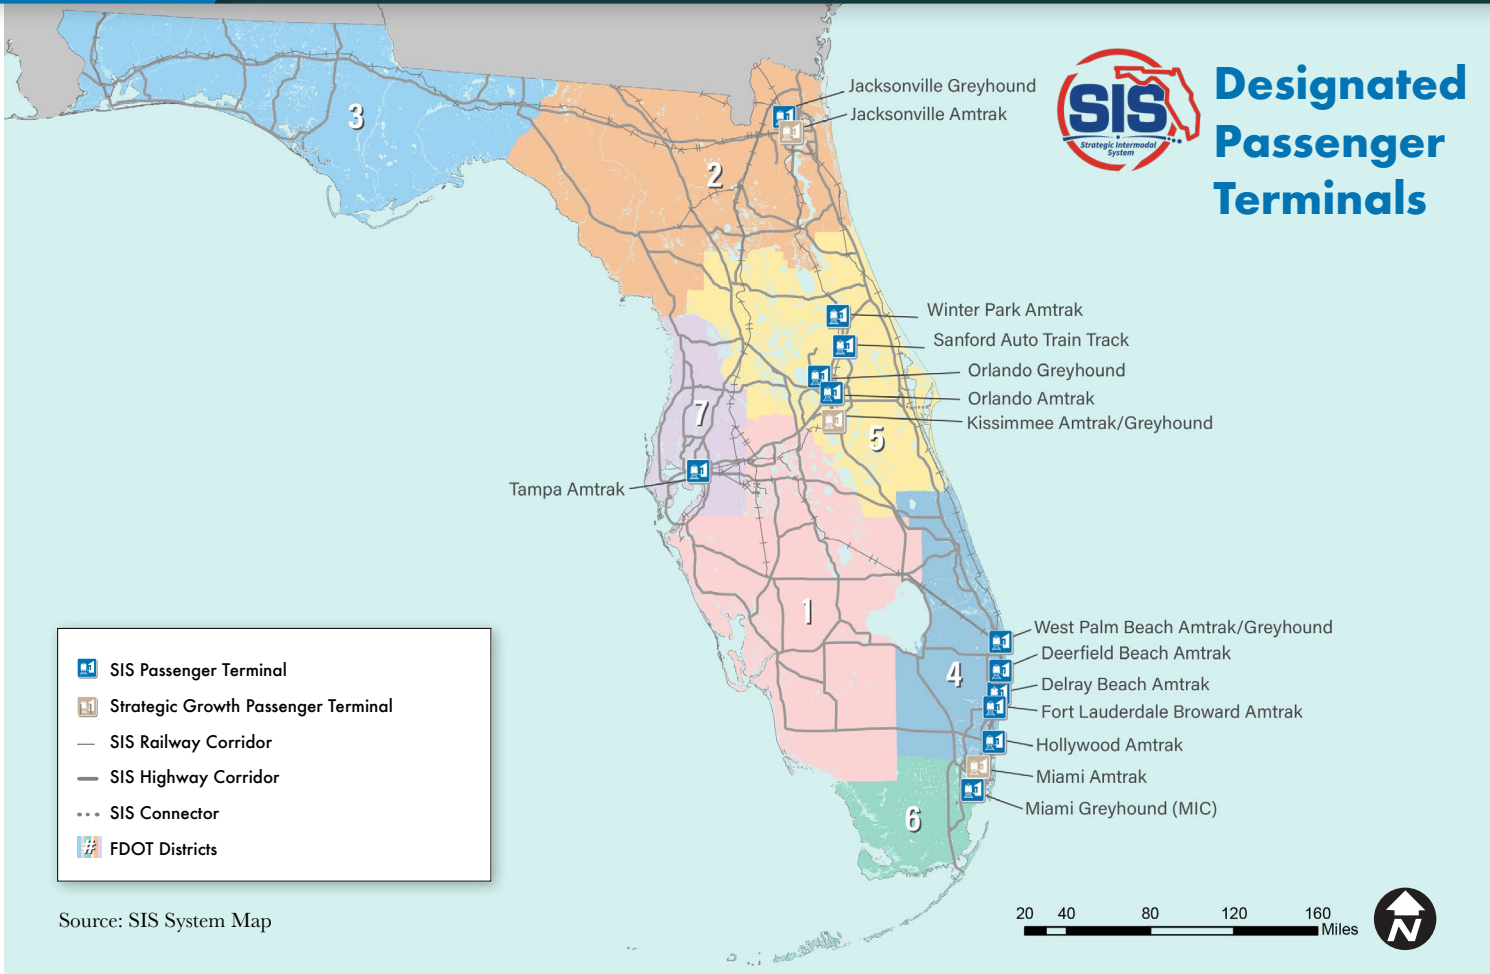 Designated
Passenger
Terminals
SIS
Strategic Intermodal
System
Jacksonville Greyhound
Jacksonville Amtrak
3
2
Winter Park Amtrak
Sanford Auto Train Track
Orlando Greyhound
Orlando Amtrak
Kissimmee Amtrak/Greyhound
7
5
Tampa Amtrak
1
West Palm Beach Amtrak/Greyhound
Deerfield Beach Amtrak
4
Delray Beach Amtrak
Fort Lauderdale Broward Amtrak
Hollywood Amtrak
Miami Amtrak
Miami Greyhound (MIC)
6
SIS Passenger Terminal
Strategic Growth Passenger Terminal
SIS Railway Corridor
SIS Highway Corridor
SIS Connector
# FDOT Districts
Source: SIS System Map
20 40 80 120 160
Miles
N